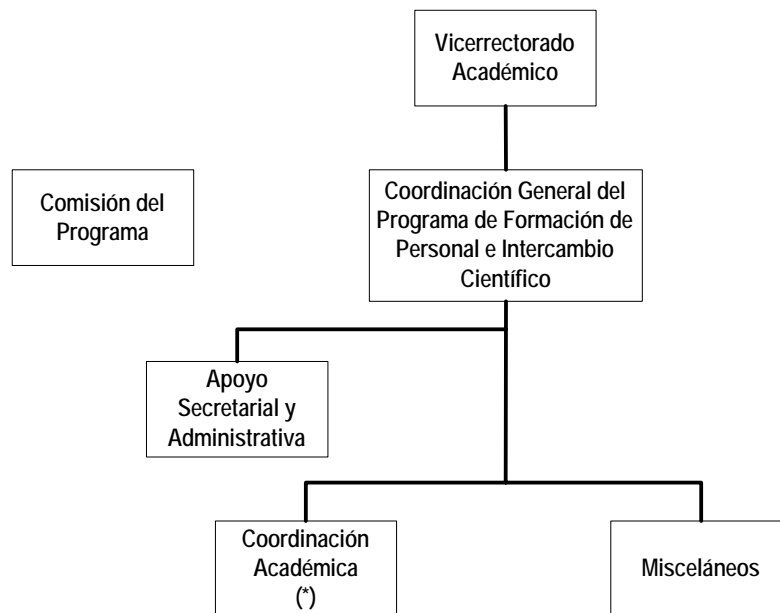 Vicerrectorado
Académico
Comisión del
Programa
Coordinación General del
Programa de Formación de
Personal e Intercambio
Científico
Apoyo
Secretarial y
Administrativa
Coordinación
Académica
(*)
Misceláneos